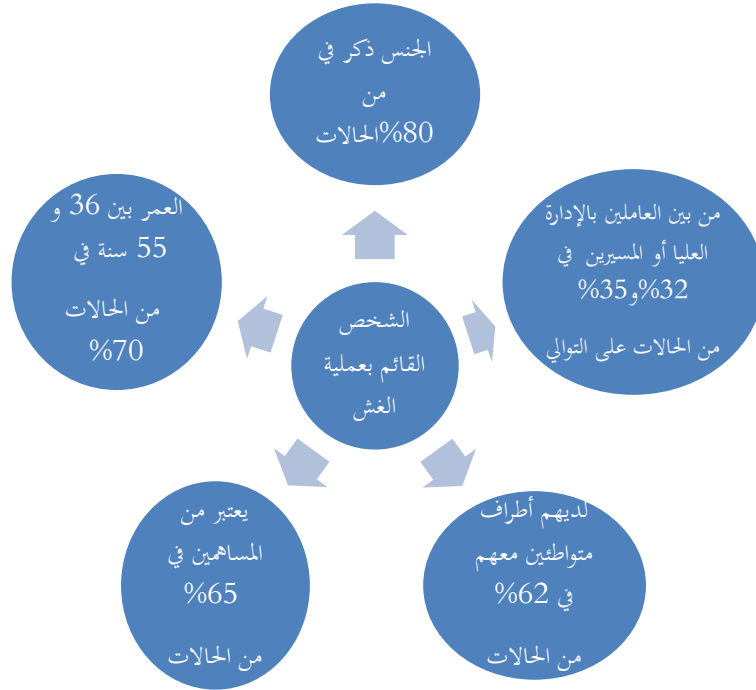 الجنس ذكر في
من
80%الحالات
من بين العاملين بالإدارة
العليا أو المسيرين في
32%و35%
من الحالات على التوالي
لديهم أطراف
متواطئين معهم
في 62%
من الحالات
يعتبر من
المساهمين في
65%
من الحالات
العمر بين 36 و
55 سنة في
من الحالات
70%
الشخص
القائم بعملية
الغش